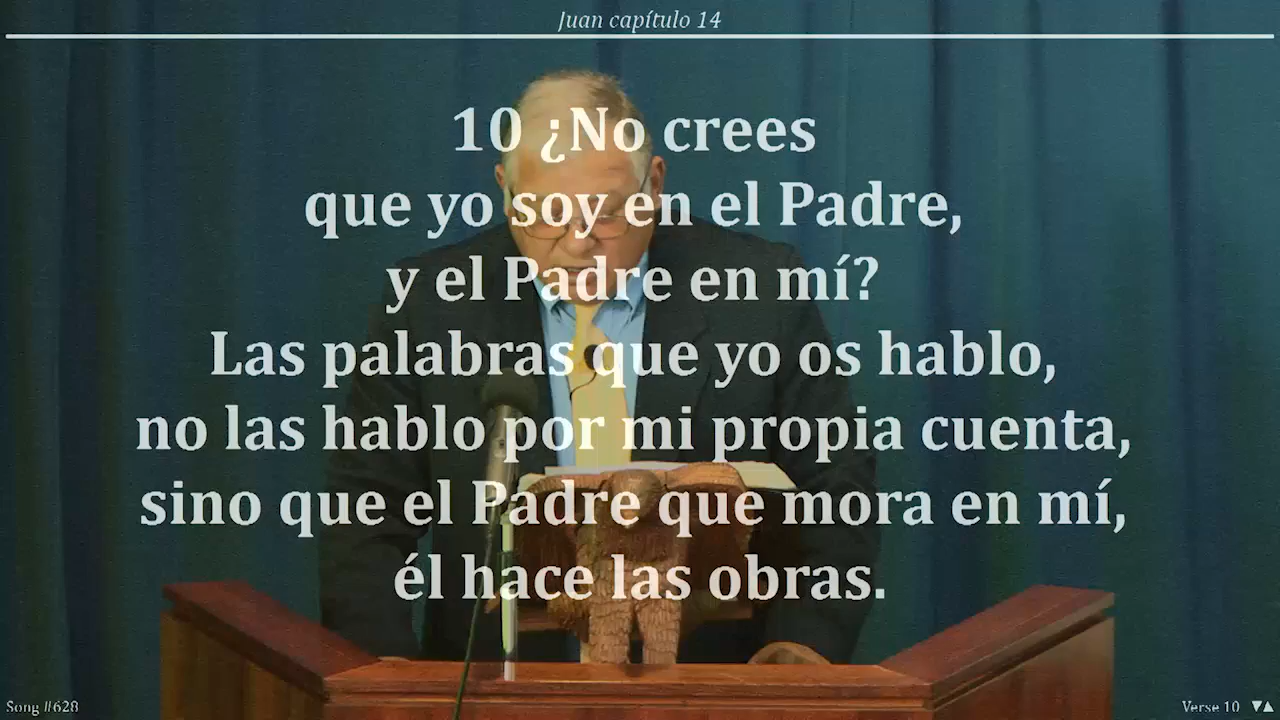 Juan capítulo 14
10 ¿No crees
que yo soy en el Padre,
y el Padre en mí?
Las palabras que yo os hablo,
no las hablo por mi propia cuenta,
sino que el Padre que mora en mí,
él hace las obras.
Song #628
Verse 10 ▼▲